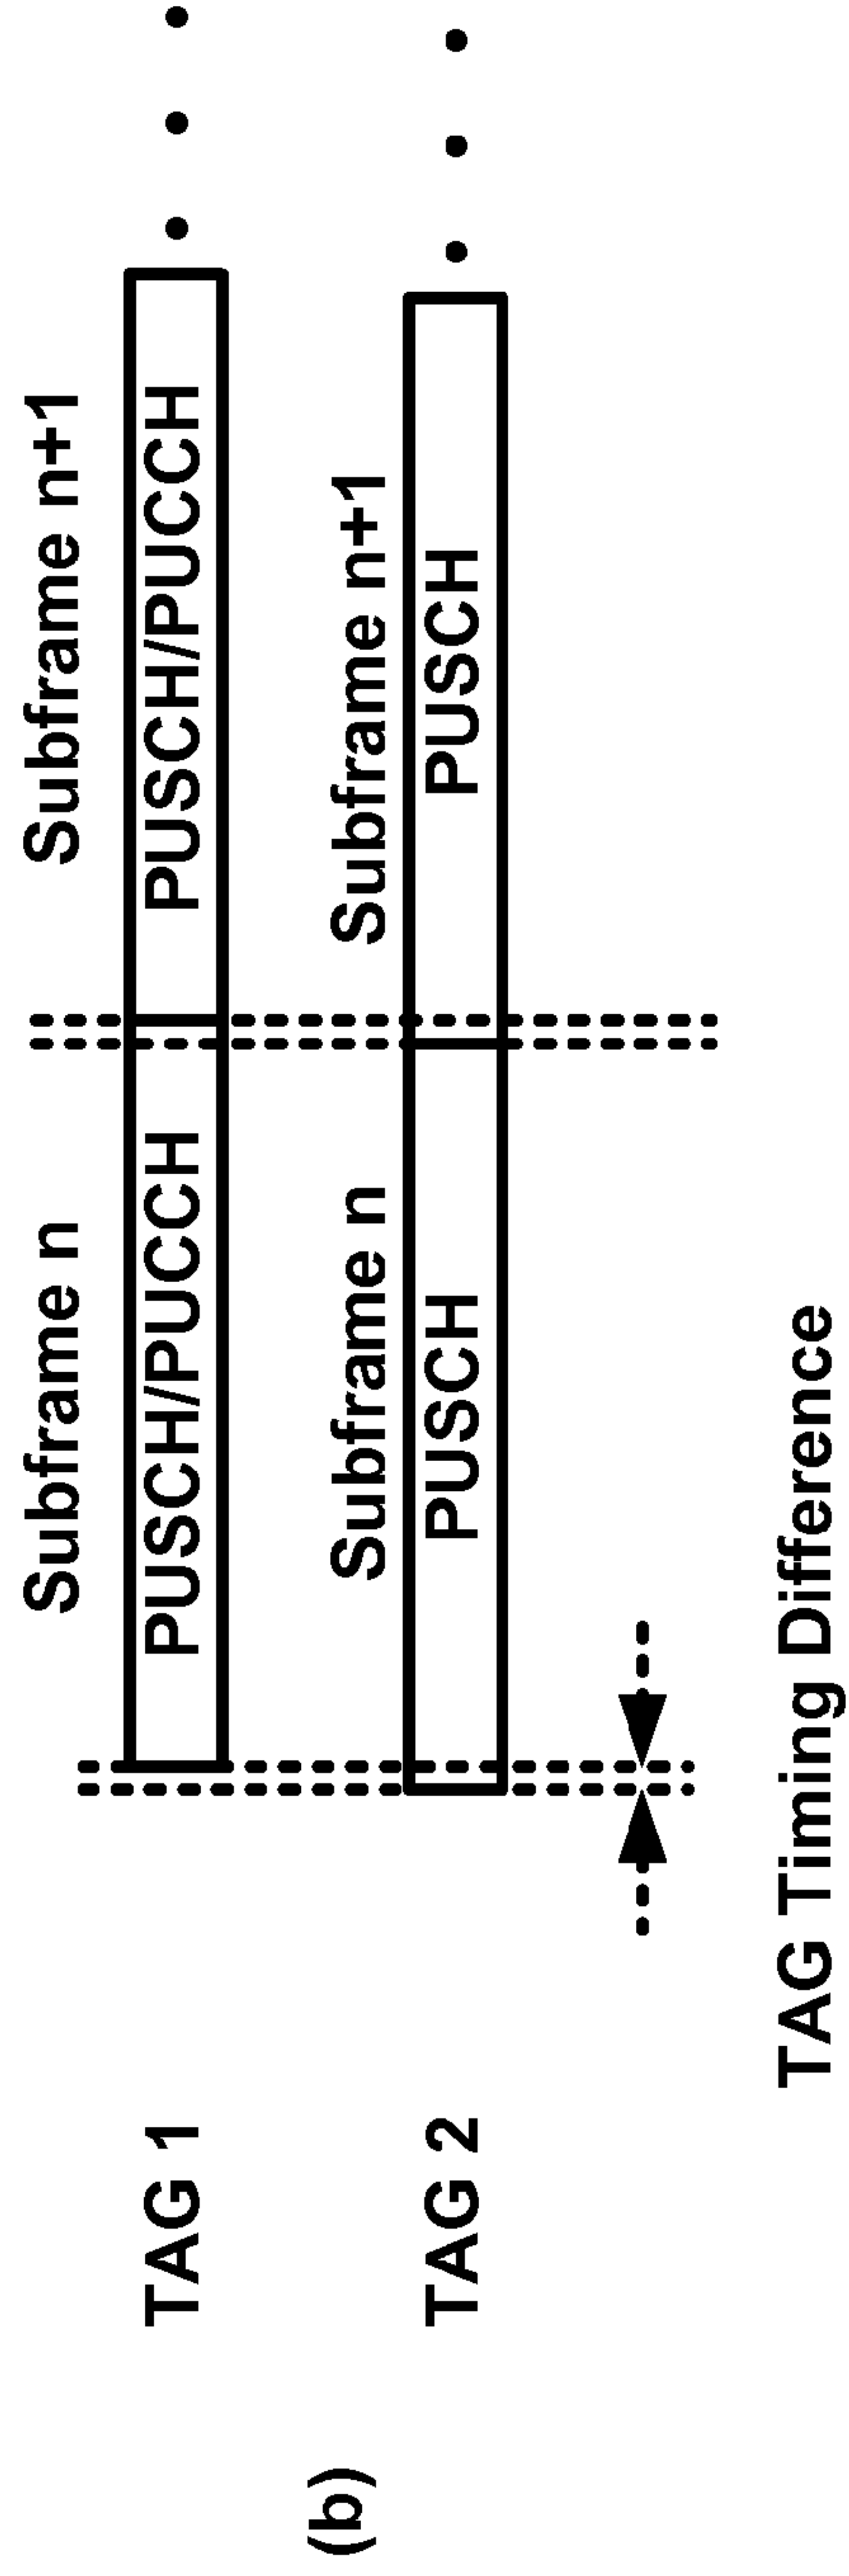 Subframe n
Subframe n+1
TAG 1
PUSCH/PUCCH
PUSCH/PUCCH
(b)
Subframe n
Subframe n+1
TAG 2
PUSCH
PUSCH
TAG Timing Difference